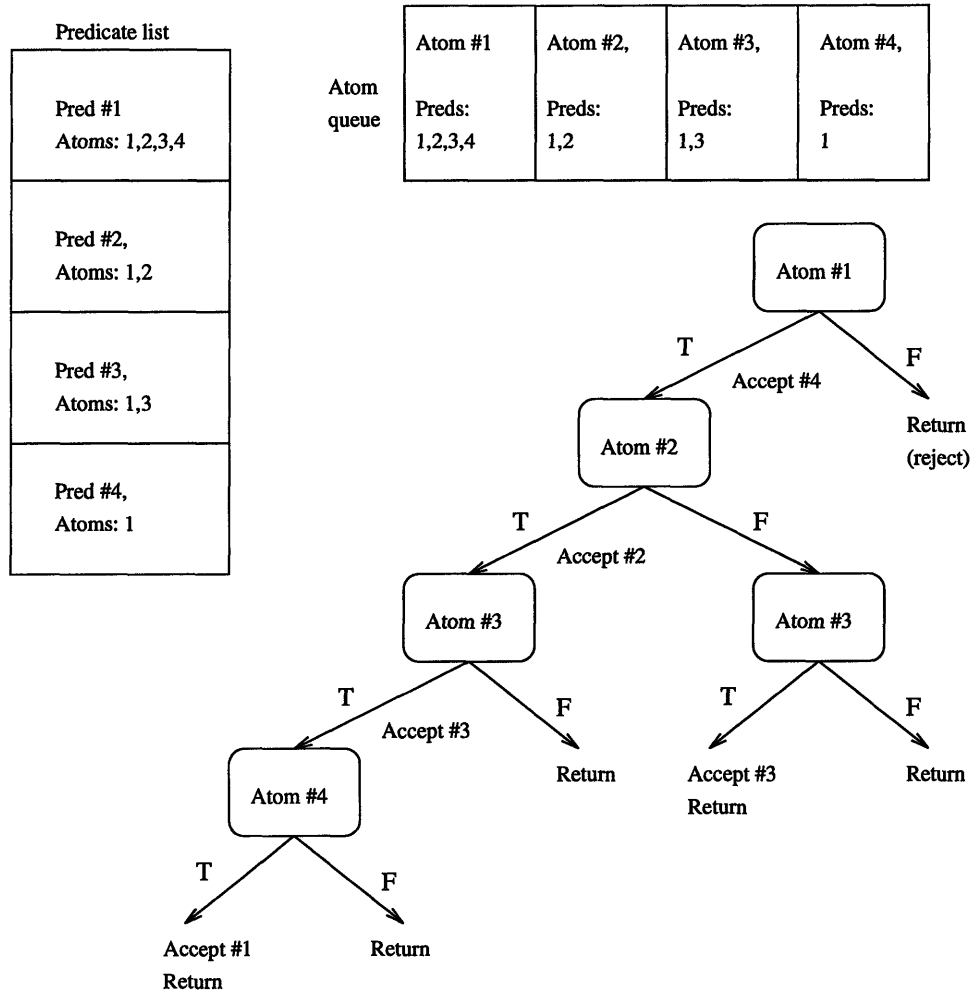 Predicate list
Pred #1
Atoms: 1,2,3,4
Pred #2,
Atoms: 1,2
Pred #3,
Atoms: 1,3
Pred #4,
Atoms: 1
Atom
queue
Atom #1
Preds:
1,2,3,4
Atom #2,
Preds:
1,2
Atom #3,
Preds:
1,3
Atom #4,
Preds:
1
Atom #1
T
F
Accept #4
Return
(reject)
Atom #2
T
F
Accept #2
Atom #3
Atom #3
T
F
Accept #3
Return
T
F
Accept #3
Return
Return
Atom #4
T
F
Accept #1
Return
Return